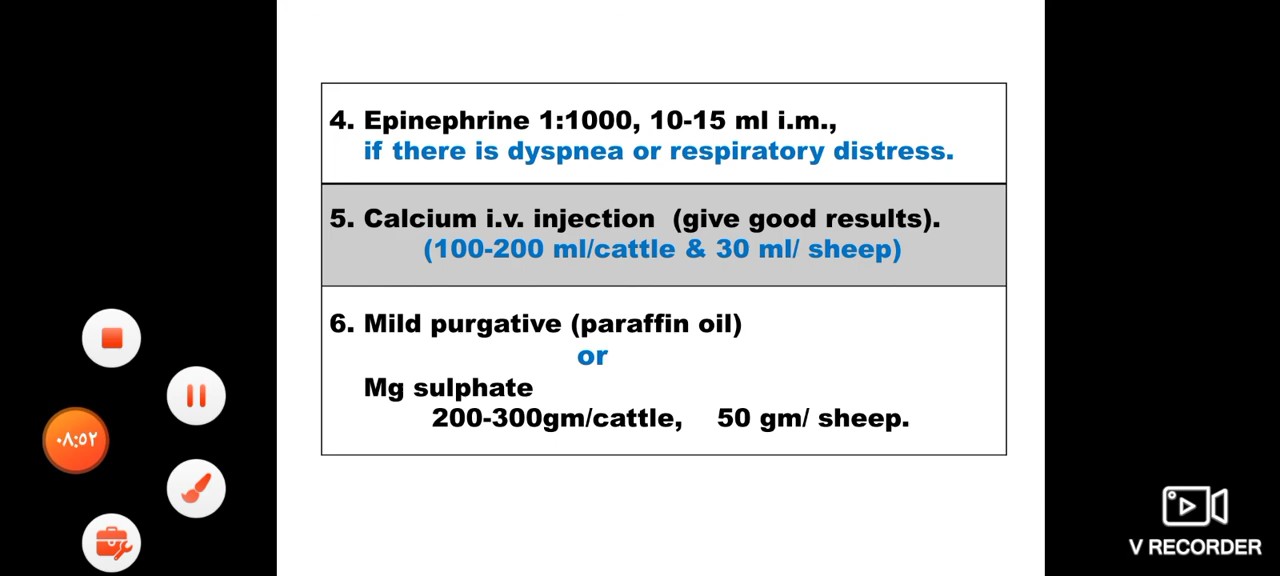 4. Epinephrine 1:1000, 10-15 ml i.m.,
if there is dyspnea or respiratory distress.
5. Calcium i.v. injection (give good results).
(100-200 ml/cattle & 30 ml/ sheep)
6. Mild purgative (paraffin oil)
or
Mg sulphate
200-300gm/cattle, 50 gm/ sheep.
٠٨:٥٢
V RECORDER